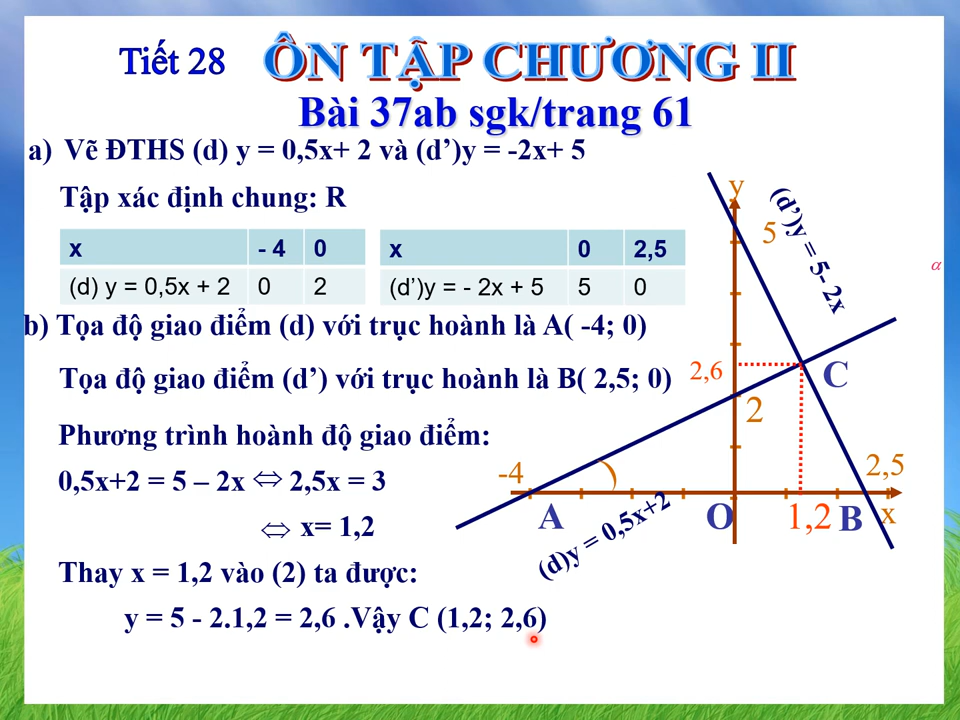 Tiết 28
ÔN TẬP CHƯƠNG II
Bài 37ab sgk/trang 61
a) Vẽ ĐTHS (d) y = 0,5x+ 2 và (d’)y = -2x+ 5
Tập xác định chung: R
x - 4 0
(d) y = 0,5x + 2 0 2
x 0 2,5
(d’)y = - 2x + 5 5 0
b) Tọa độ giao điểm (d) với trục hoành là A( -4; 0)
Tọa độ giao điểm (d’) với trục hoành là B( 2,5; 0)
Phương trình hoành độ giao điểm:
0,5x+2 = 5 – 2x ⇔ 2,5x = 3
⇔ x= 1,2
Thay x = 1,2 vào (2) ta được:
y = 5 - 2.1,2 = 2,6 .Vậy C (1,2; 2,6)
y
5
(d’)y = 5- 2x
α
2,6
C
2
-4
2,5
A
O
1,2
B
x
(d)y = 0,5x+2